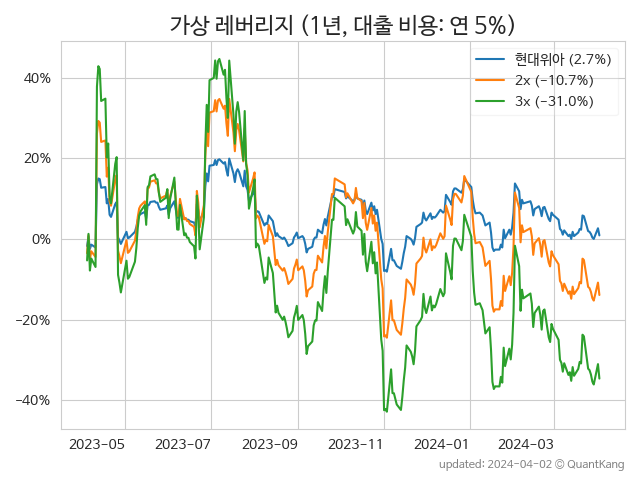 가상 레버리지 (1년, 대출 비용: 연 5%)
현대위아 (2.7%)
2x (−10.7%)
3x (−31.0%)
40%
20%
0%
−20%
−40%
2023−05 2023−07 2023−09 2023−11 2024−01 2024−03
updated: 2024−04−02 © QuantKang